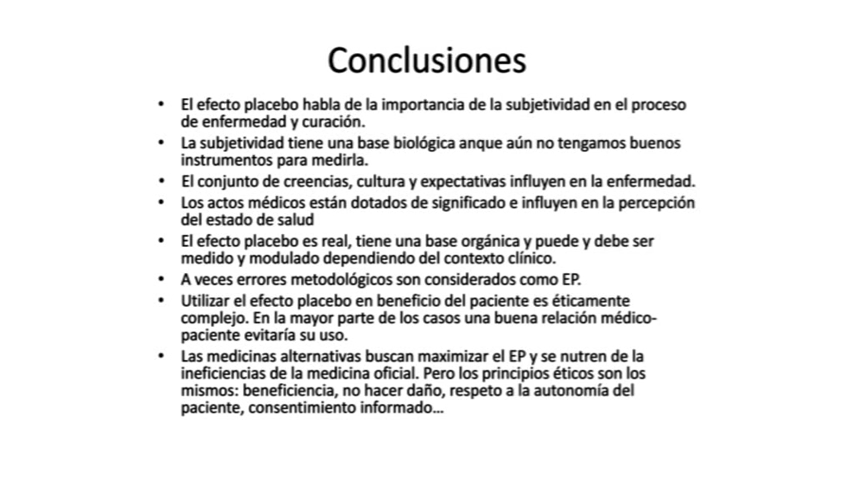 Conclusiones
• El efecto placebo habla de la importancia de la subjetividad en el proceso
de enfermedad y curación.
• La subjetividad tiene una base biológica anque aún no tengamos buenos
instrumentos para medirla.
• El conjunto de creencias, cultura y expectativas influyen en la enfermedad.
• Los actos médicos están dotados de significado e influyen en la percepción
del estado de salud
• El efecto placebo es real, tiene una base orgánica y puede y debe ser
medido y modulado dependiendo del contexto clínico.
• A veces errores metodológicos son considerados como EP.
• Utilizar el efecto placebo en beneficio del paciente es éticamente
complejo. En la mayor parte de los casos una buena relación médico-
paciente evitaría su uso.
• Las medicinas alternativas buscan maximizar el EP y se nutren de la
ineficiencias de la medicina oficial. Pero los principios éticos son los
mismos: beneficiencia, no hacer daño, respeto a la autonomía del
paciente, consentimiento informado...